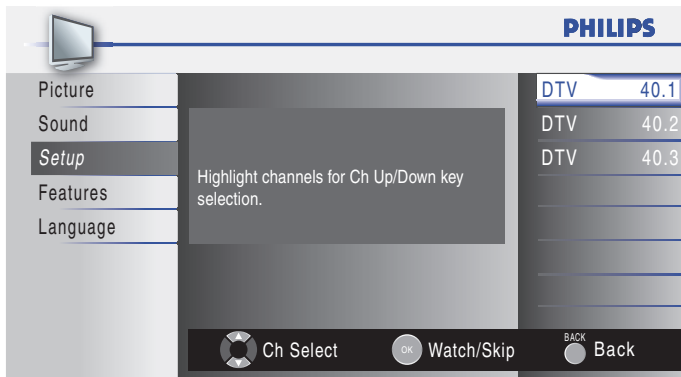 PHILIPS
Picture
Sound
Setup
Features
Language
Highlight channels for Ch Up/Down key
selection.
DTV 40.1
DTV 40.2
DTV 40.3
Ch Select
OK
Watch/Skip
BACK
Back